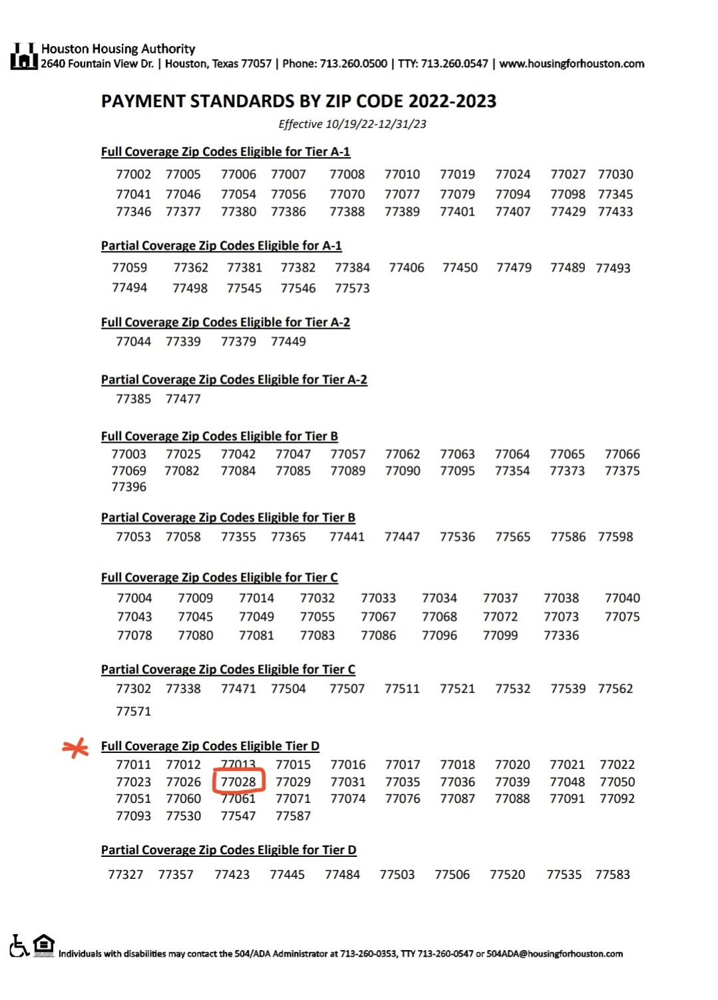 Houston Housing Authority
2640 Fountain View Dr. | Houston, Texas 77057 | Phone: 713.260.0500 | TTY: 713.260.0547 | www.housingforhouston.com
PAYMENT STANDARDS BY ZIP CODE 2022-2023
Effective 10/19/22-12/31/23
Full Coverage Zip Codes Eligible for Tier A-1
77002 77005 77006 77007 77008 77010 77019 77024 77027 77030
77041 77046 77054 77056 77070 77077 77079 77094 77098 77345
77346 77377 77380 77386 77388 77389 77401 77407 77429 77433
Partial Coverage Zip Codes Eligible for A-1
77059 77362 77381 77382 77384 77406 77450 77479 77489 77493
77494 77498 77545 77546 77573
Full Coverage Zip Codes Eligible for Tier A-2
77044 77339 77379 77449
Partial Coverage Zip Codes Eligible for Tier A-2
77385 77477
Full Coverage Zip Codes Eligible for Tier B
77003 77025 77042 77047 77057 77062 77063 77064 77065 77066
77069 77082 77084 77085 77089 77090 77095 77354 77373 77375
77396
Partial Coverage Zip Codes Eligible for Tier B
77053 77058 77355 77365 77441 77447 77536 77565 77586 77598
Full Coverage Zip Codes Eligible for Tier C
77004 77009 77014 77032 77033 77034 77037 77038 77040
77043 77045 77049 77055 77067 77068 77072 77073 77075
77078 77080 77081 77083 77086 77096 77099 77336
Partial Coverage Zip Codes Eligible for Tier C
77302 77338 77471 77504 77507 77511 77521 77532 77539 77562
77571
Full Coverage Zip Codes Eligible Tier D
77011 77012 77013 77015 77016 77017 77018 77020 77021 77022
77023 77026 77028 77029 77031 77035 77036 77039 77048 77050
77051 77060 77061 77071 77074 77076 77087 77088 77091 77092
77093 77530 77547 77587
Partial Coverage Zip Codes Eligible for Tier D
77327 77357 77423 77445 77484 77503 77506 77520 77535 77583
Individuals with disabilities may contact the 504/ADA Administrator at 713-260-0353, TTY 713-260-0547 or 504ADA@housingforhouston.com